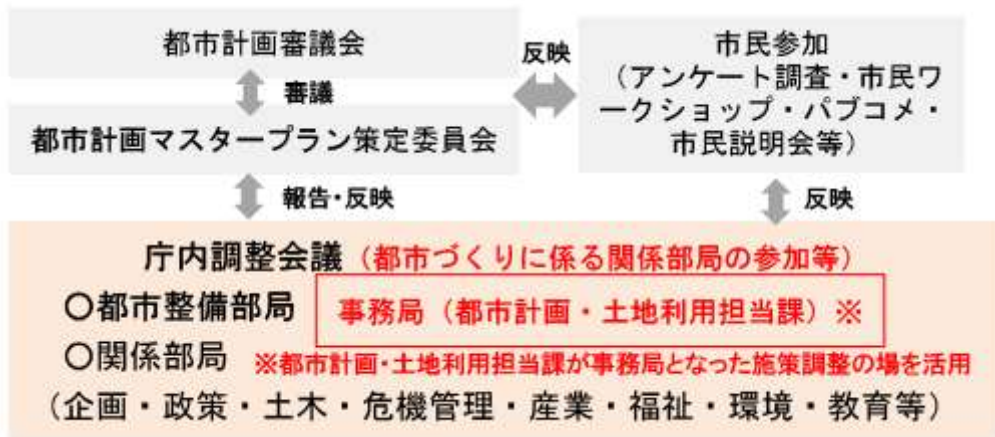 都市計画審議会
審議
都市計画マスタープラン策定委員会
反映
市民参加
（アンケート調査・市民ワ
ークショップ・パブコメ・
市民説明会等）
報告・反映
反映
庁内調整会議（都市づくりに係る関係部局の参加等）
〇都市整備部局
事務局（都市計画・土地利用担当課）※
〇関係部局
※都市計画・土地利用担当課が事務局となった施策調整の場を活用
（企画・政策・土木・危機管理・産業・福祉・環境・教育等）